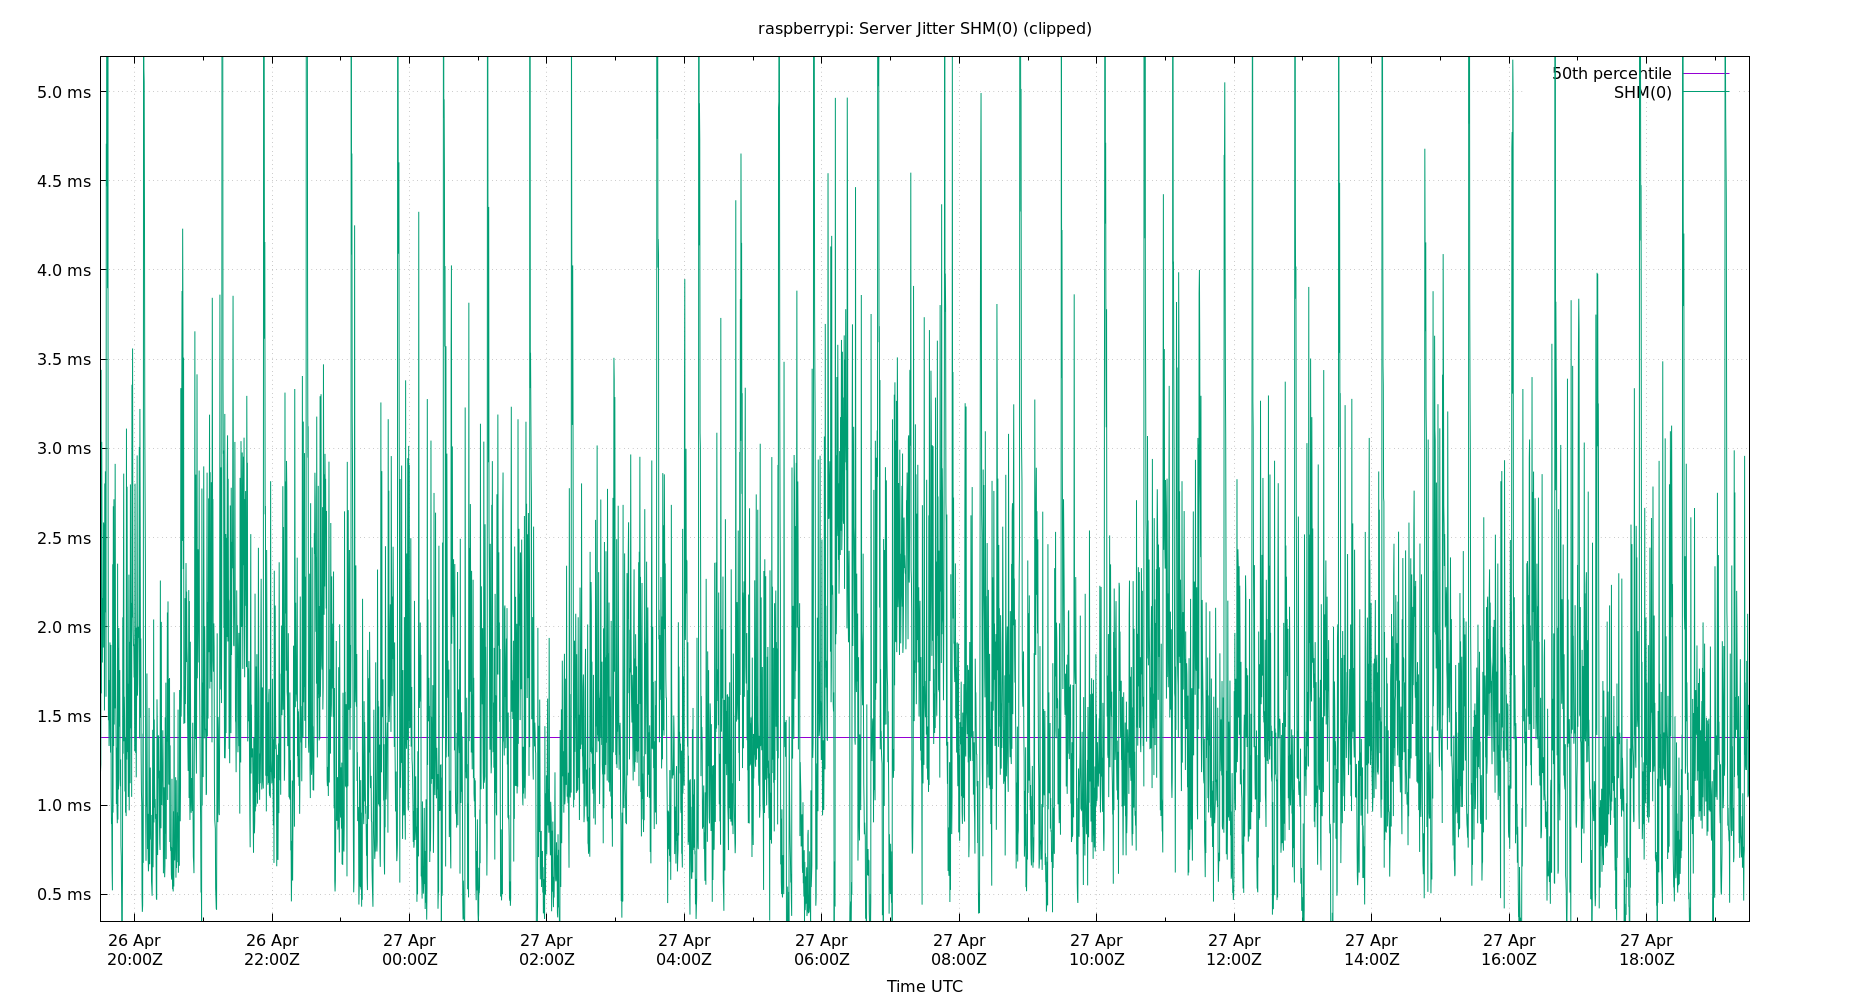 raspberrypi: Server Jitter SHM(0) (clipped)
50th percentile
SHM(0)
5.0 ms
4.5 ms
4.0 ms
3.5 ms
3.0 ms
2.5 ms
2.0 ms
1.5 ms
1.0 ms
0.5 ms
26 Apr 26 Apr 27 Apr 27 Apr 27 Apr 27 Apr 27 Apr 27 Apr 27 Apr 27 Apr 27 Apr 27 Apr
20:00Z 22:00Z 00:00Z 02:00Z 04:00Z 06:00Z 08:00Z 10:00Z 12:00Z 14:00Z 16:00Z 18:00Z
Time UTC